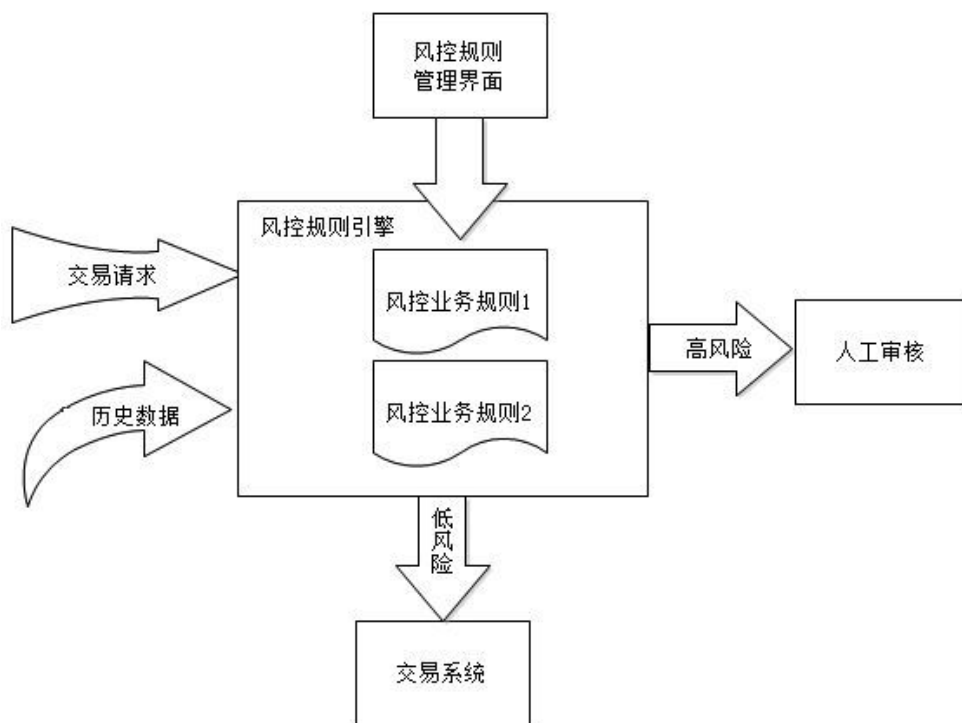 风控规则
管理界面
风控规则引擎
交易请求
风控业务规则1
高风险
人工审核
历史数据
风控业务规则2
低
风
险
交易系统